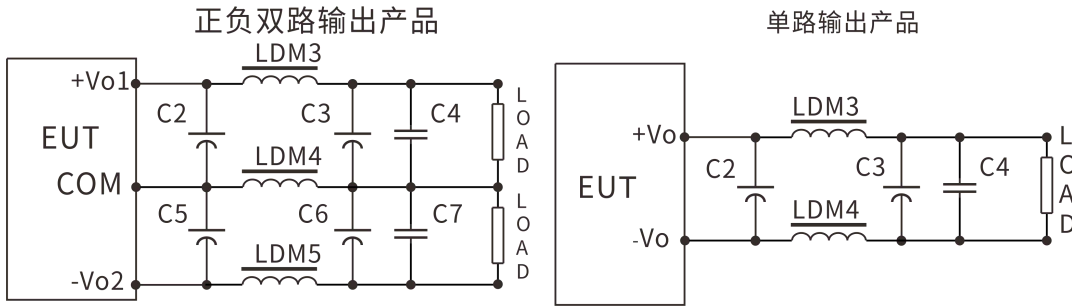 正负双路输出产品
LDM3
+Vo1
C2
C3
C4
LOAD
EUT
LDM4
COM
C5
C6
C7
LOAD
LDM5
-Vo2
单路输出产品
LDM3
+Vo
C2
C3
C4
LOAD
EUT
LDM4
-Vo